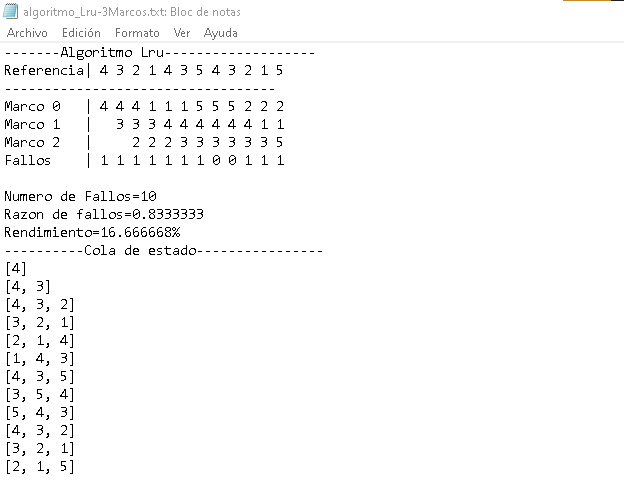 algoritmo_Lru-3Marcos.txt: Bloc de notas
Archivo Edición Formato Ver Ayuda
-------Algoritmo Lru-------------------
Referencia| 4 3 2 1 4 3 5 4 3 2 1 5
----------------------------------
Marco 0   | 4 4 4 1 1 1 5 5 5 2 2 2
Marco 1   |   3 3 3 4 4 4 4 4 4 1 1
Marco 2   |     2 2 2 3 3 3 3 3 3 5
Fallos    | 1 1 1 1 1 1 1 0 0 1 1 1
Numero de Fallos=10
Razon de fallos=0.8333333
Rendimiento=16.666668%
----------Cola de estado----------------
[4]
[4, 3]
[4, 3, 2]
[3, 2, 1]
[2, 1, 4]
[1, 4, 3]
[4, 3, 5]
[3, 5, 4]
[5, 4, 3]
[4, 3, 2]
[3, 2, 1]
[2, 1, 5]